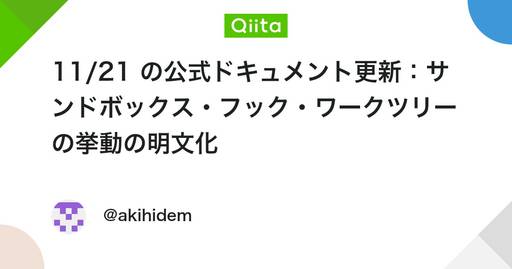 Qiita
11/21 の公式ドキュメント更新：サ
ンドボックス・フック・ワークツリー
の挙動の明文化
@akihidem